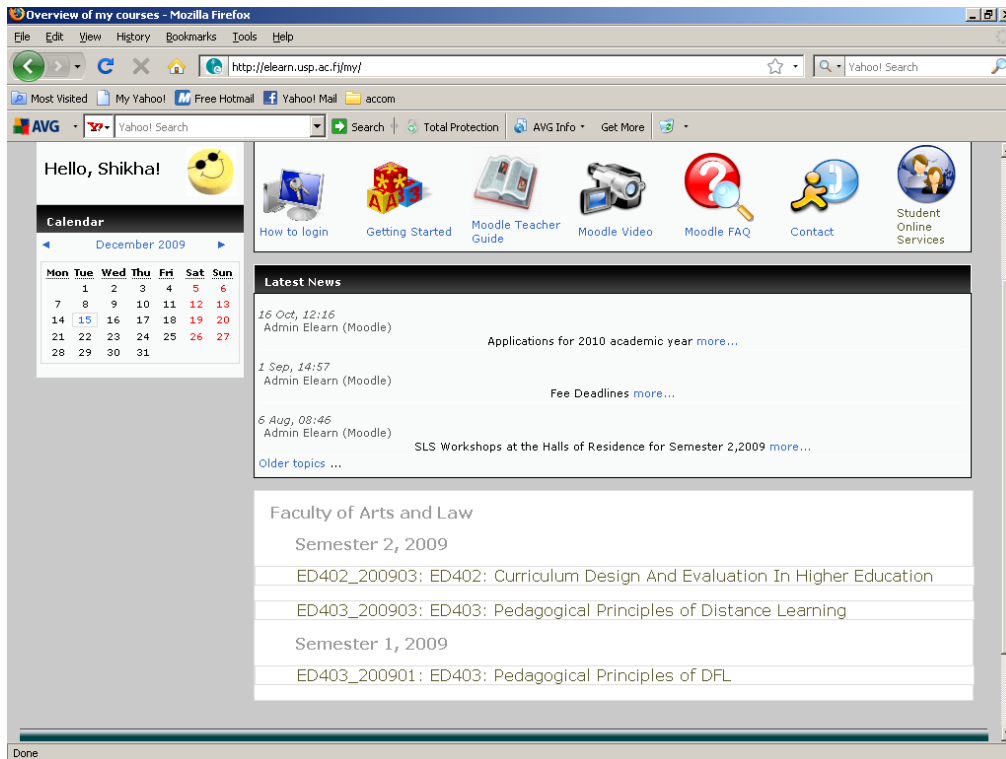 Overview of my courses - Mozilla Firefox
File Edit View History Bookmarks Tools Help
http://elearn.usp.ac.fj/my/
Yahoo! Search
Most Visited My Yahoo! Free Hotmail Yahoo! Mail accom
AVG Yahoo! Search Search Total Protection AVG Info Get More
Hello, Shikha!
How to login
Getting Started
Moodle Teacher
Guide
Moodle Video
Moodle FAQ
Contact
Student
Online
Services
Calendar
December 2009
Mon Tue Wed Thu Fri Sat Sun
1 2 3 4 5 6
7 8 9 10 11 12 13
14 15 16 17 18 19 20
21 22 23 24 25 26 27
28 29 30 31
Latest News
16 Oct, 12:16
Admin Elearn (Moodle)
Applications for 2010 academic year more...
1 Sep, 14:57
Admin Elearn (Moodle)
Fee Deadlines more...
6 Aug, 08:46
Admin Elearn (Moodle)
SLS Workshops at the Halls of Residence for Semester 2,2009 more...
Older topics ...
Faculty of Arts and Law
Semester 2, 2009
ED402_200903: ED402: Curriculum Design And Evaluation In Higher Education
ED403_200903: ED403: Pedagogical Principles of Distance Learning
Semester 1, 2009
ED403_200901: ED403: Pedagogical Principles of DFL
Done